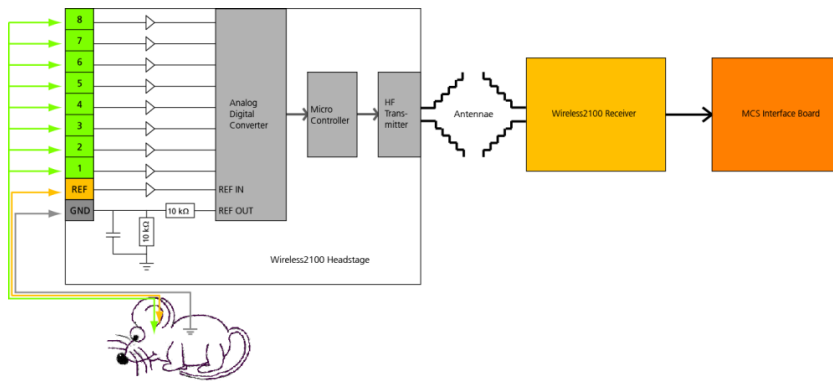 8
7
6
5
4
3
2
1
REF
GND
Analog
Digital
Converter
REF IN
REF OUT
10 kΩ
10 kΩ
Micro
Controller
HF
Trans-
mitter
Antennae
Wireless2100 Receiver
MCS Interface Board
Wireless2100 Headstage